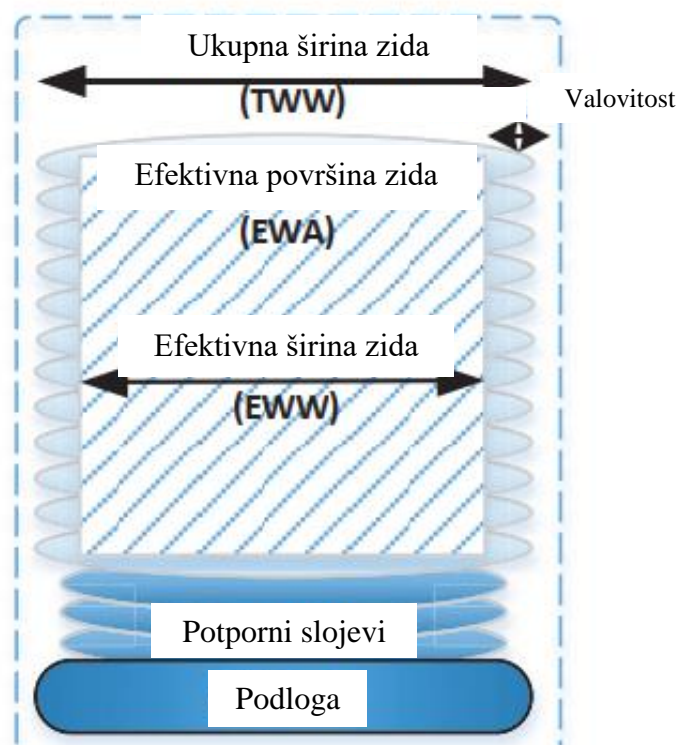 Ukupna širina zida
(TWW)
Valovitost
Efektivna površina zida
(EWA)
Efektivna širina zida
(EWW)
Potporni slojevi
Podloga